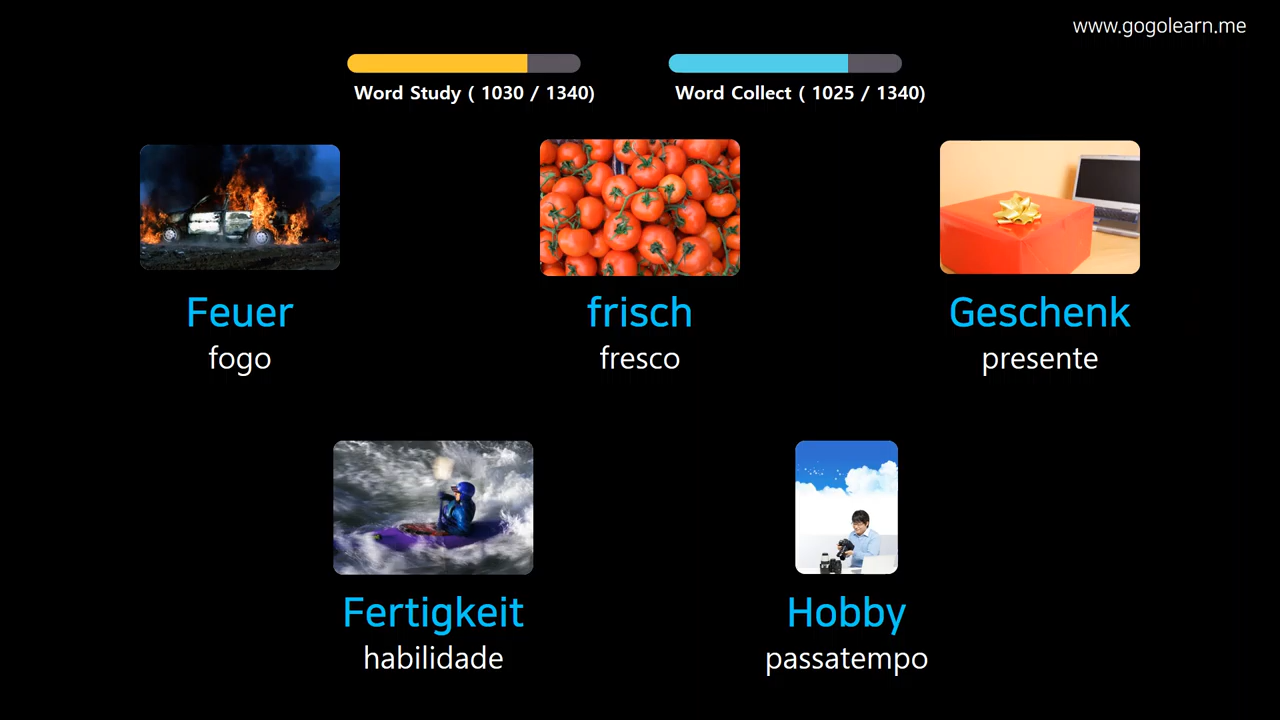 www.gogolearn.me
Word Study ( 1030 / 1340)
Word Collect ( 1025 / 1340)
Feuer
fogo
frisch
fresco
Geschenk
presente
Fertigkeit
habilidade
Hobby
passatempo